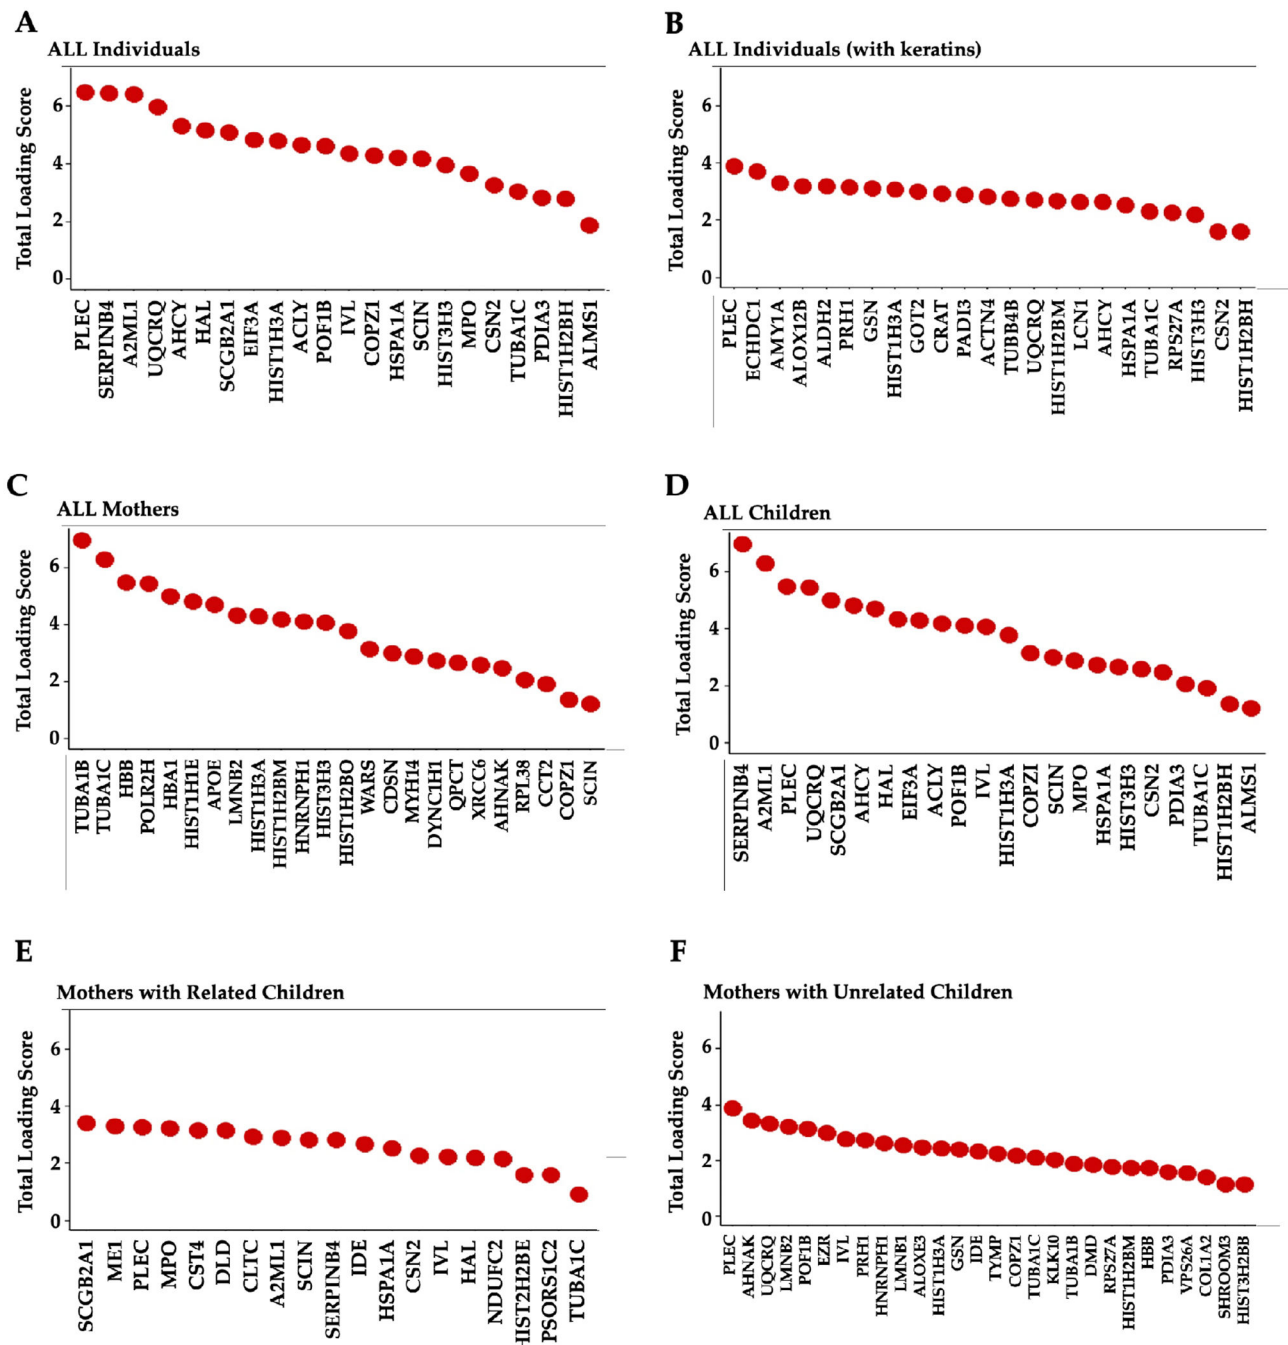 A
ALL Individuals
Total Loading Score
6
4
2
0
PLEC
SERPINB4
A2ML1
UQCRQ
AHCY
HAL
SCGB2A1
EIF3A
HIST1H3A
ACLY
POF1B
IVL
COPZ1
HSPA1A
SCIN
HIST3H3
MPO
CSN2
TUBA1C
PDIA3
HIST1H2BH
ALMS1
B
ALL Individuals (with keratins)
Total Loading Score
6
4
2
0
PLEC
ECHDC1
AMY1A
ALOX12B
ALDH2
PRH1
GSN
HIST1H3A
GOT2
CRAT
PADI3
ACTN4
TUBB4B
UQCRQ
HIST1H2BM
LCN1
AHCY
HSPA1A
TUBA1C
RPS27A
HIST3H3
CSN2
HIST1H2BH
C
ALL Mothers
Total Loading Score
6
4
2
0
TUBA1B
TUBA1C
HBB
POLR2H
HBA1
HIST1H1E
APOE
LMNB2
HIST1H3A
HIST1H2BM
HNRNPH1
HIST3H3
HIST1H2BO
WARS
CDSN
MYH14
DYNC1H1
QPCT
XRCC6
AHNAK
RPL38
CCT2
COPZ1
SCIN
D
ALL Children
Total Loading Score
6
4
2
0
SERPINB4
A2ML1
PLEC
UQCRQ
SCGB2A1
AHCY
HAL
EIF3A
ACLY
POF1B
IVL
HIST1H3A
COPZI
SCIN
MPO
HSPA1A
HIST3H3
CSN2
PDIA3
TUBA1C
HIST1H2BH
ALMS1
E
Mothers with Related Children
Total Loading Score
6
4
2
0
SCGB2A1
ME1
PLEC
MPO
CST4
DLD
CLTC
A2ML1
SCIN
SERPINB4
IDE
HSPA1A
CSN2
IVL
HAL
NDUFC2
HIST2H2BE
PSORS1C2
TUBA1C
F
Mothers with Unrelated Children
Total Loading Score
6
4
2
0
PLEC
AHNAK
UQCRQ
LMNB2
POF1B
EZR
IVL
PRH1
HNRNPH1
LMNB1
ALOXE3
HIST1H3A
GSN
IDE
TYMP
COPZ1
TUBA1C
KLK10
TUBA1B
DMD
RPS27A
HIST1H2BM
HBB
PDIA3
VPS26A
COL1A2
SHROOM3
HIST3H2BB